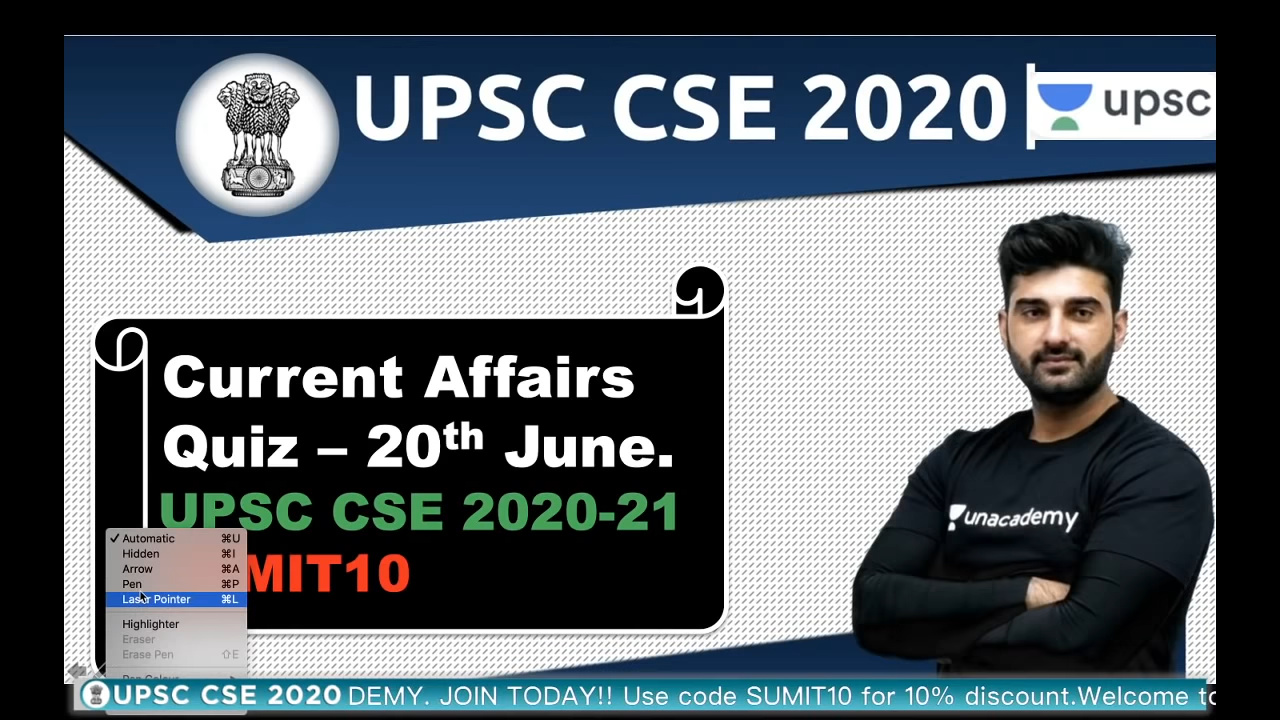 UPSC CSE 2020
upsc
Current Affairs
Quiz – 20th June.
UPSC CSE 2020-21
MIT10
unacademy
✓ Automatic ⌘U
Hidden ⌘I
Arrow ⌘A
Pen ⌘P
Laser Pointer ⌘L
Highlighter
Eraser
Erase Pen ⇧E
Pen Colour
UPSC CSE 2020 DEMY. JOIN TODAY!! Use code SUMIT10 for 10% discount.Welcome to